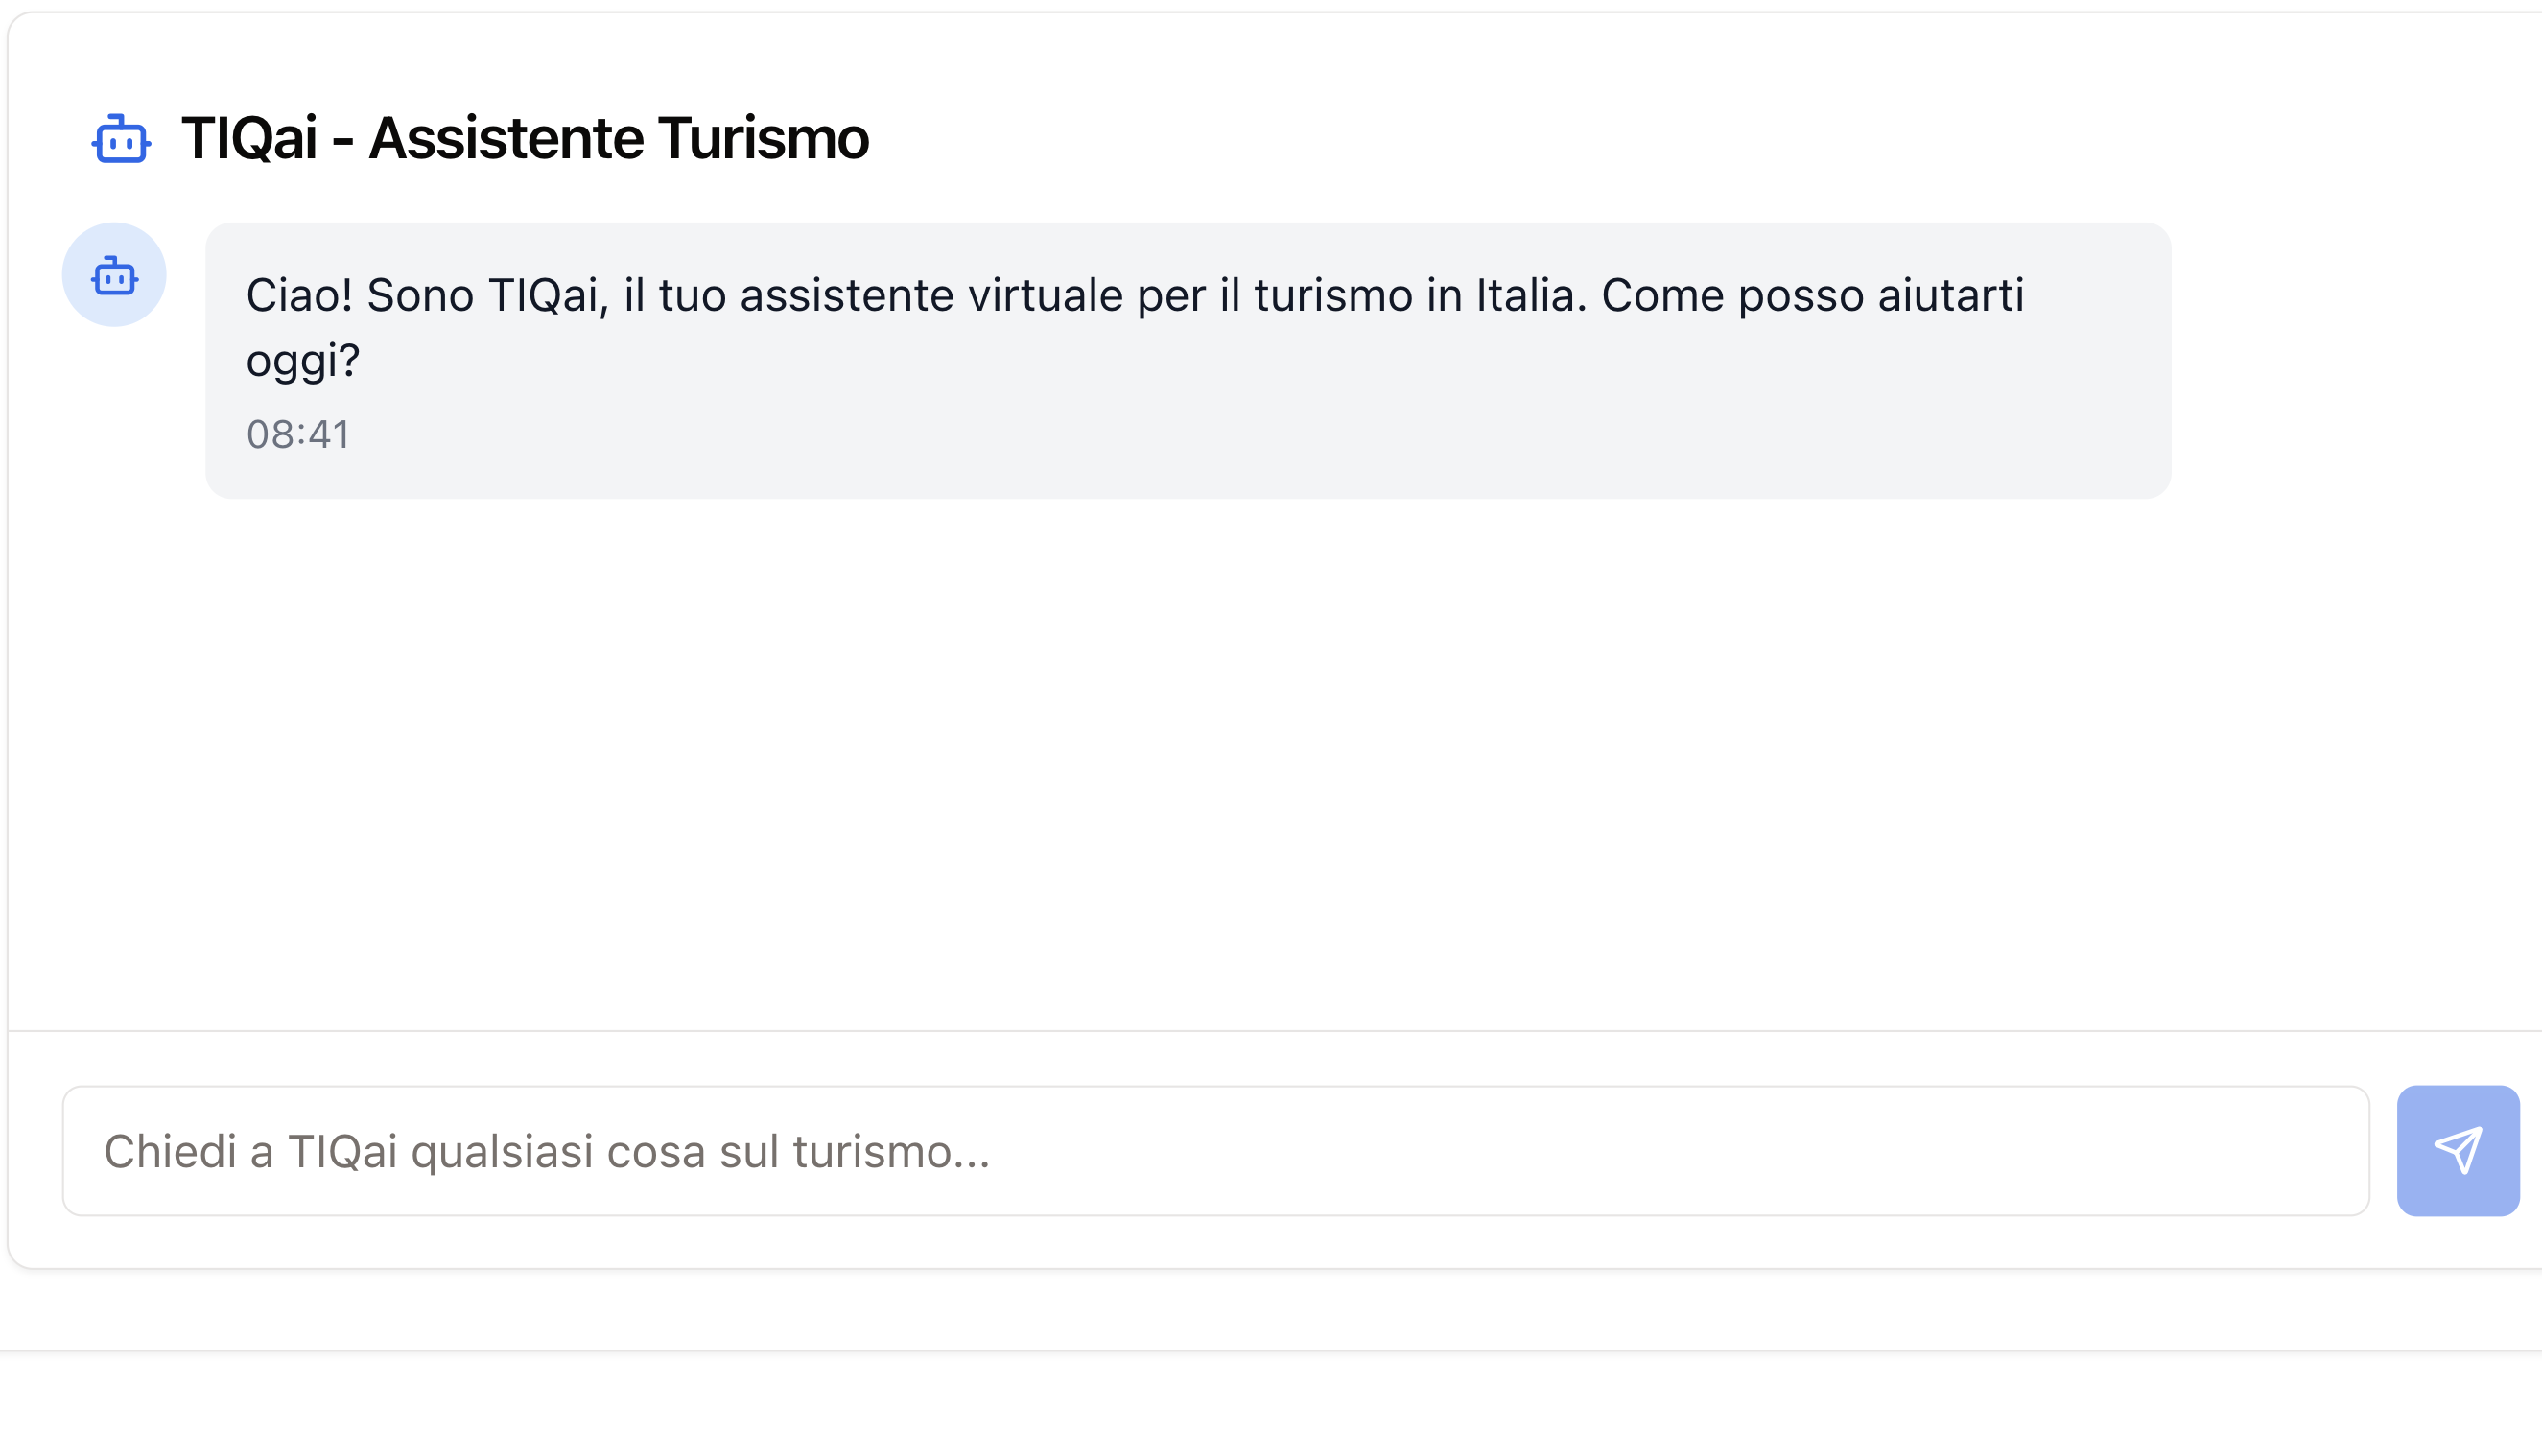 TIQai - Assistente Turismo
Ciao! Sono TIQai, il tuo assistente virtuale per il turismo in Italia. Come posso aiutarti
oggi?
08:41
Chiedi a TIQai qualsiasi cosa sul turismo...